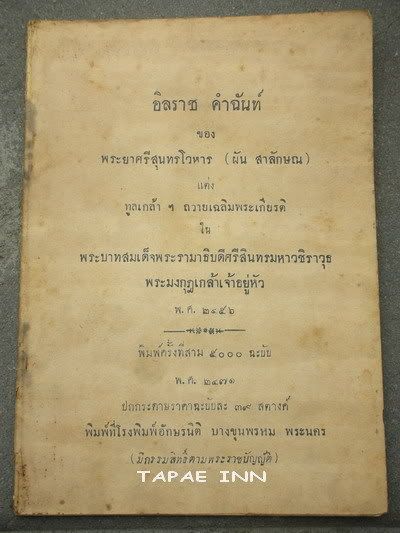 อิลราช คำฉันท์
ของ
พระยาศรีสุนทรโวหาร (ผัน สาลักษณ)
แต่ง
ทูลเกล้า ฯ ถวายเฉลิมพระเกียรติ
ใน
พระบาทสมเด็จพระรามาธิบดีศรีสินทรมหาวชิราวุธ
พระมงกุฎเกล้าเจ้าอยู่หัว
พ.ศ. ๒๔๕๖
พิมพ์ครั้งที่สาม ๕๐๐๐ ฉะบับ
พ.ศ. ๒๔๗๑
ปกกระดาษราคาฉะบับละ ๓๙ สตางค์
พิมพ์ที่โรงพิมพ์อักษรนิติ บางขุนพรหม พระนคร
(มีกรรมสิทธิ์ตามพระราชบัญญัติ)
TAPAE INN